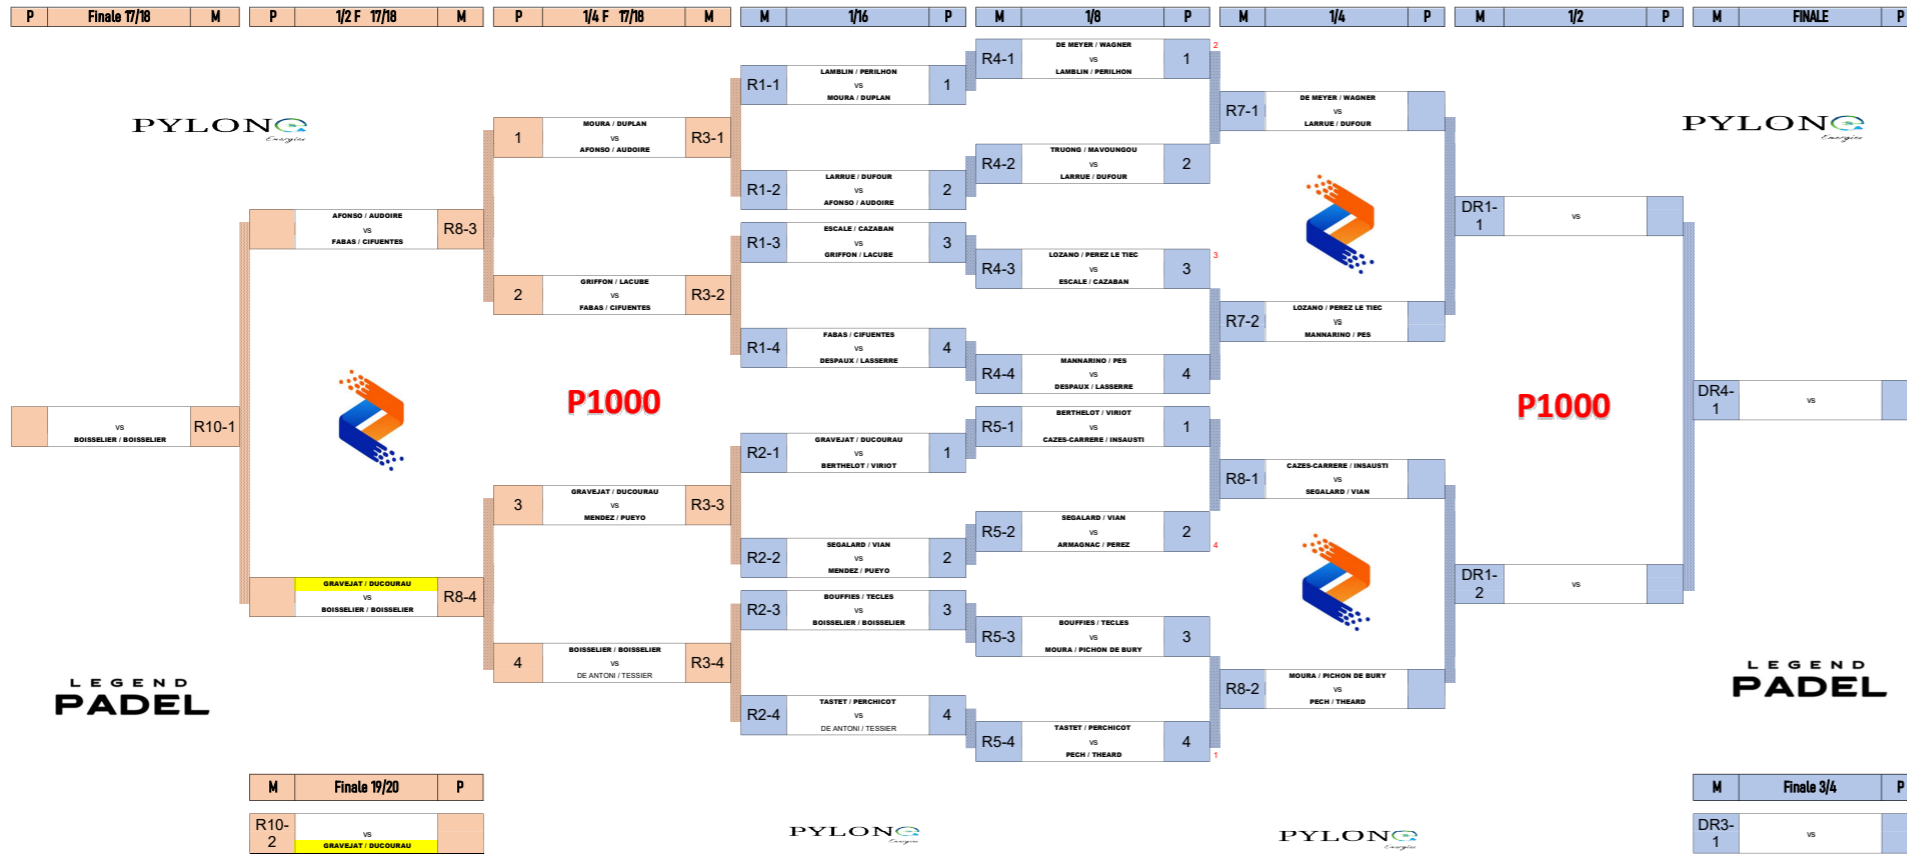 P Finale 17/18 M
P 1/2 F 17/18 M
P 1/4 F 17/18 M
M 1/16 P
M 1/8 P
M 1/4 P
M 1/2 P
M FINALE P
PYLONE
Energies
PYLONE
Energies
vs
BOISSELIER / BOISSELIER
R10-1
AFONSO / AUDOIRE
vs
FABAS / CIFUENTES
R8-3
GRAVEJAT / DUCOURAU
vs
BOISSELIER / BOISSELIER
R8-4
1
MOURA / DUPLAN
vs
AFONSO / AUDOIRE
R3-1
2
GRIFFON / LACUBE
vs
FABAS / CIFUENTES
R3-2
P1000
3
GRAVEJAT / DUCOURAU
vs
MENDEZ / PUEYO
R3-3
4
BOISSELIER / BOISSELIER
vs
DE ANTONI / TESSIER
R3-4
R1-1
LAMBLIN / PERILHON
vs
MOURA / DUPLAN
1
R1-2
LARRUE / DUFOUR
vs
AFONSO / AUDOIRE
2
R1-3
ESCALE / CAZABAN
vs
GRIFFON / LACUBE
3
R1-4
FABAS / CIFUENTES
vs
DESPAUX / LASSERRE
4
R2-1
GRAVEJAT / DUCOURAU
vs
BERTHELOT / VIRIOT
1
R2-2
SEGALARD / VIAN
vs
MENDEZ / PUEYO
2
R2-3
BOUFFIES / TECLES
vs
BOISSELIER / BOISSELIER
3
R2-4
TASTET / PERCHICOT
vs
DE ANTONI / TESSIER
4
R4-1
DE MEYER / WAGNER
vs
LAMBLIN / PERILHON
1
2
R4-2
TRUONG / MAVOUNGOU
vs
LARRUE / DUFOUR
2
R4-3
LOZANO / PEREZ LE TIEC
vs
ESCALE / CAZABAN
3
3
R4-4
MANNARINO / PES
vs
DESPAUX / LASSERRE
4
R5-1
BERTHELOT / VIRIOT
vs
CAZES-CARRERE / INSAUSTI
1
R5-2
SEGALARD / VIAN
vs
ARMAGNAC / PEREZ
2
4
R5-3
BOUFFIES / TECLES
vs
MOURA / PICHON DE BURY
3
R5-4
TASTET / PERCHICOT
vs
PECH / THEARD
4
1
R7-1
DE MEYER / WAGNER
vs
LARRUE / DUFOUR
R7-2
LOZANO / PEREZ LE TIEC
vs
MANNARINO / PES
R8-1
CAZES-CARRERE / INSAUSTI
vs
SEGALARD / VIAN
R8-2
MOURA / PICHON DE BURY
vs
PECH / THEARD
DR1-
1
vs
P1000
DR1-
2
vs
DR4-
1
vs
LEGEND
PADEL
LEGEND
PADEL
M Finale 19/20 P
R10-
2
vs
GRAVEJAT / DUCOURAU
PYLONE
Energies
PYLONE
Energies
M Finale 3/4 P
DR3-
1
vs